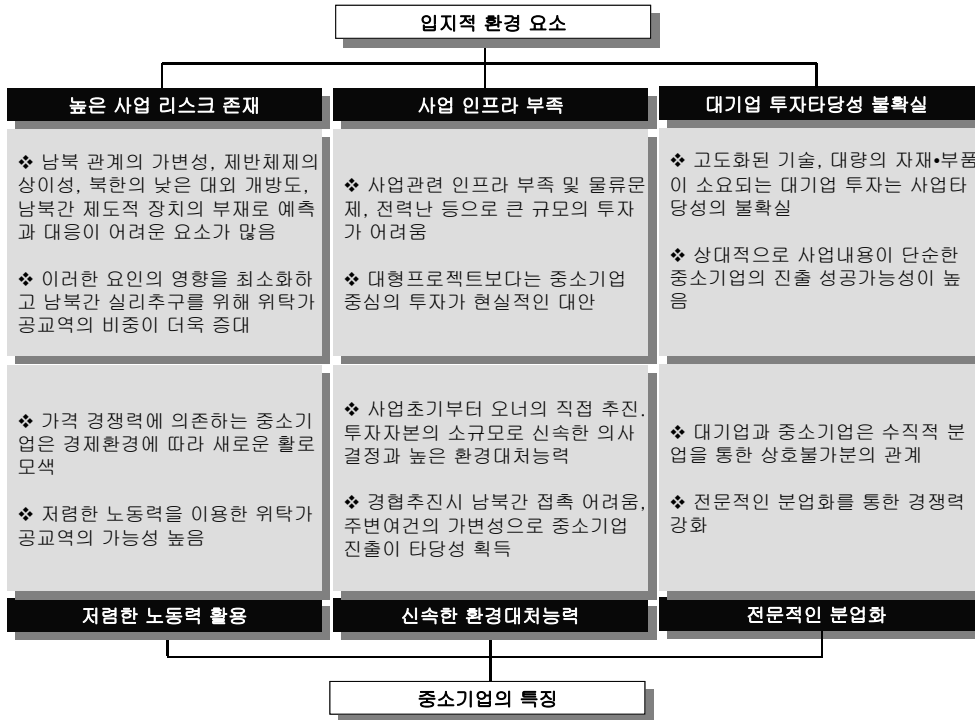 입지적 환경 요소
높은 사업 리스크 존재
❖ 남북 관계의 가변성, 제반체제의
상이성, 북한의 낮은 대외 개방도,
남북간 제도적 장치의 부재로 예측
과 대응이 어려운 요소가 많음
❖ 이러한 요인의 영향을 최소화하
고 남북간 실리추구를 위해 위탁가
공교역의 비중이 더욱 증대
사업 인프라 부족
❖ 사업관련 인프라 부족 및 물류문
제, 전력난 등으로 큰 규모의 투자
가 어려움
❖ 대형프로젝트보다는 중소기업
중심의 투자가 현실적인 대안
대기업 투자타당성 불확실
❖ 고도화된 기술, 대량의 자재•부품
이 소요되는 대기업 투자는 사업타
당성의 불확실
❖ 상대적으로 사업내용이 단순한
중소기업의 진출 성공가능성이 높
음
❖ 가격 경쟁력에 의존하는 중소기
업은 경제환경에 따라 새로운 활로
모색
❖ 저렴한 노동력을 이용한 위탁가
공교역의 가능성 높음
저렴한 노동력 활용
❖ 사업초기부터 오너의 직접 추진.
투자자본의 소규모로 신속한 의사
결정과 높은 환경대처능력
❖ 경협추진시 남북간 접촉 어려움,
주변여건의 가변성으로 중소기업
진출이 타당성 획득
신속한 환경대처능력
❖ 대기업과 중소기업은 수직적 분
업을 통한 상호불가분의 관계
❖ 전문적인 분업화를 통한 경쟁력
강화
전문적인 분업화
중소기업의 특징